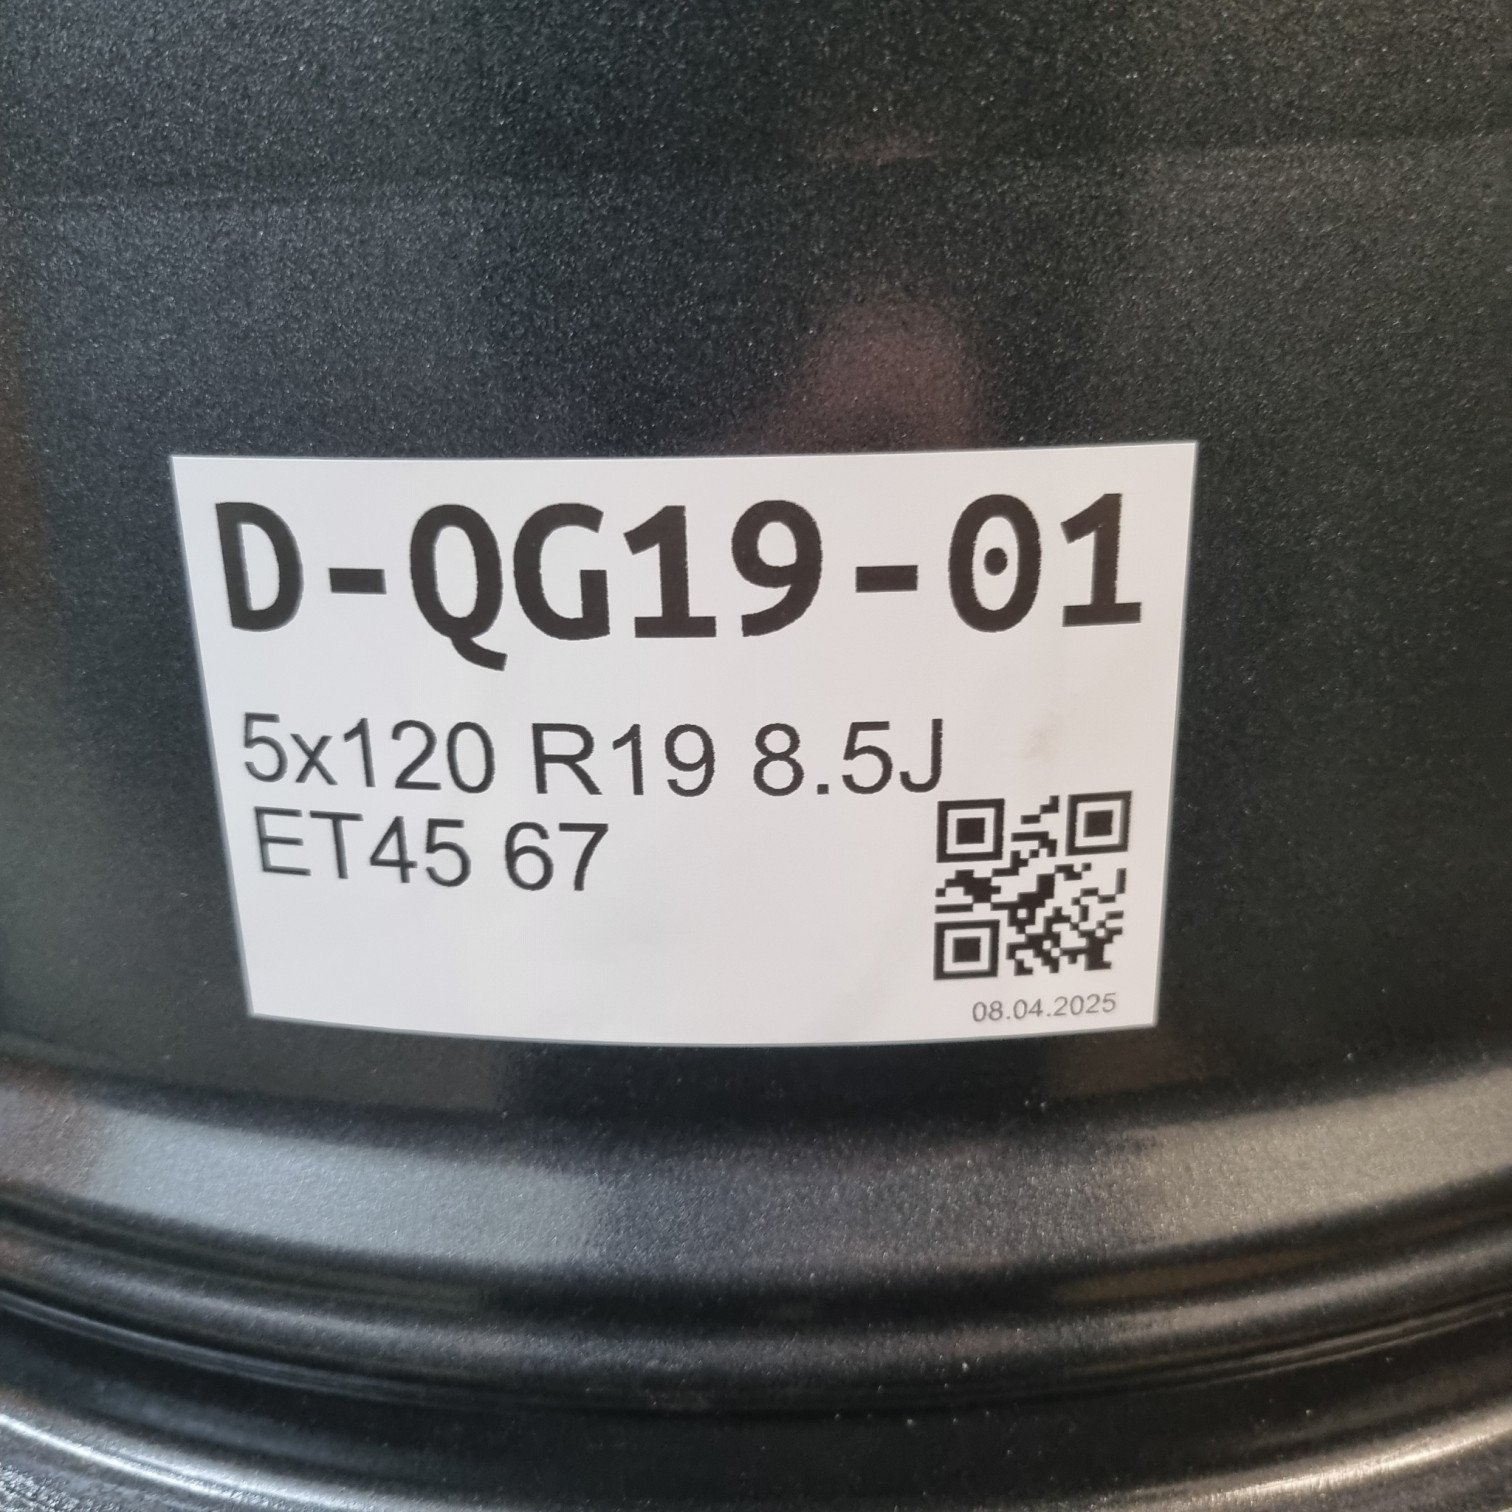 D-QG19-01
5x120 R19 8.5J
ET45 67
08.04.2025